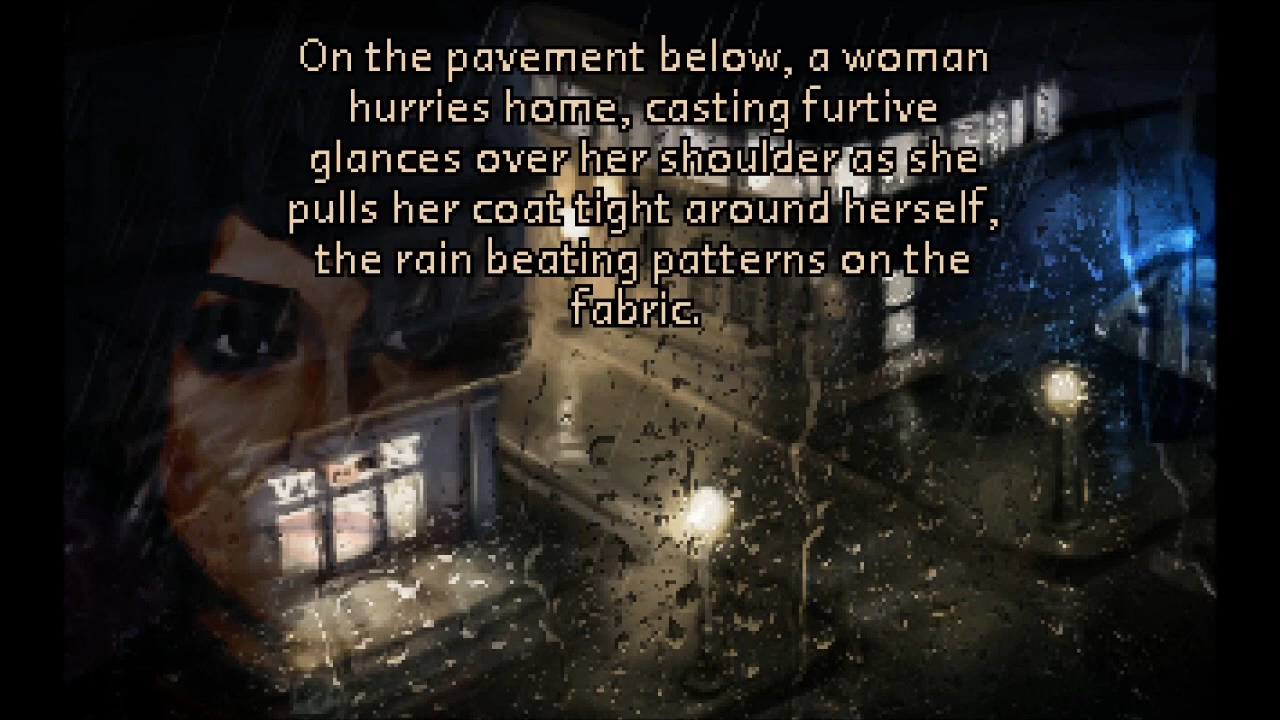 On the pavement below, a woman
hurries home, casting furtive
glances over her shoulder as she
pulls her coat tight around herself,
the rain beating patterns on the
fabric.